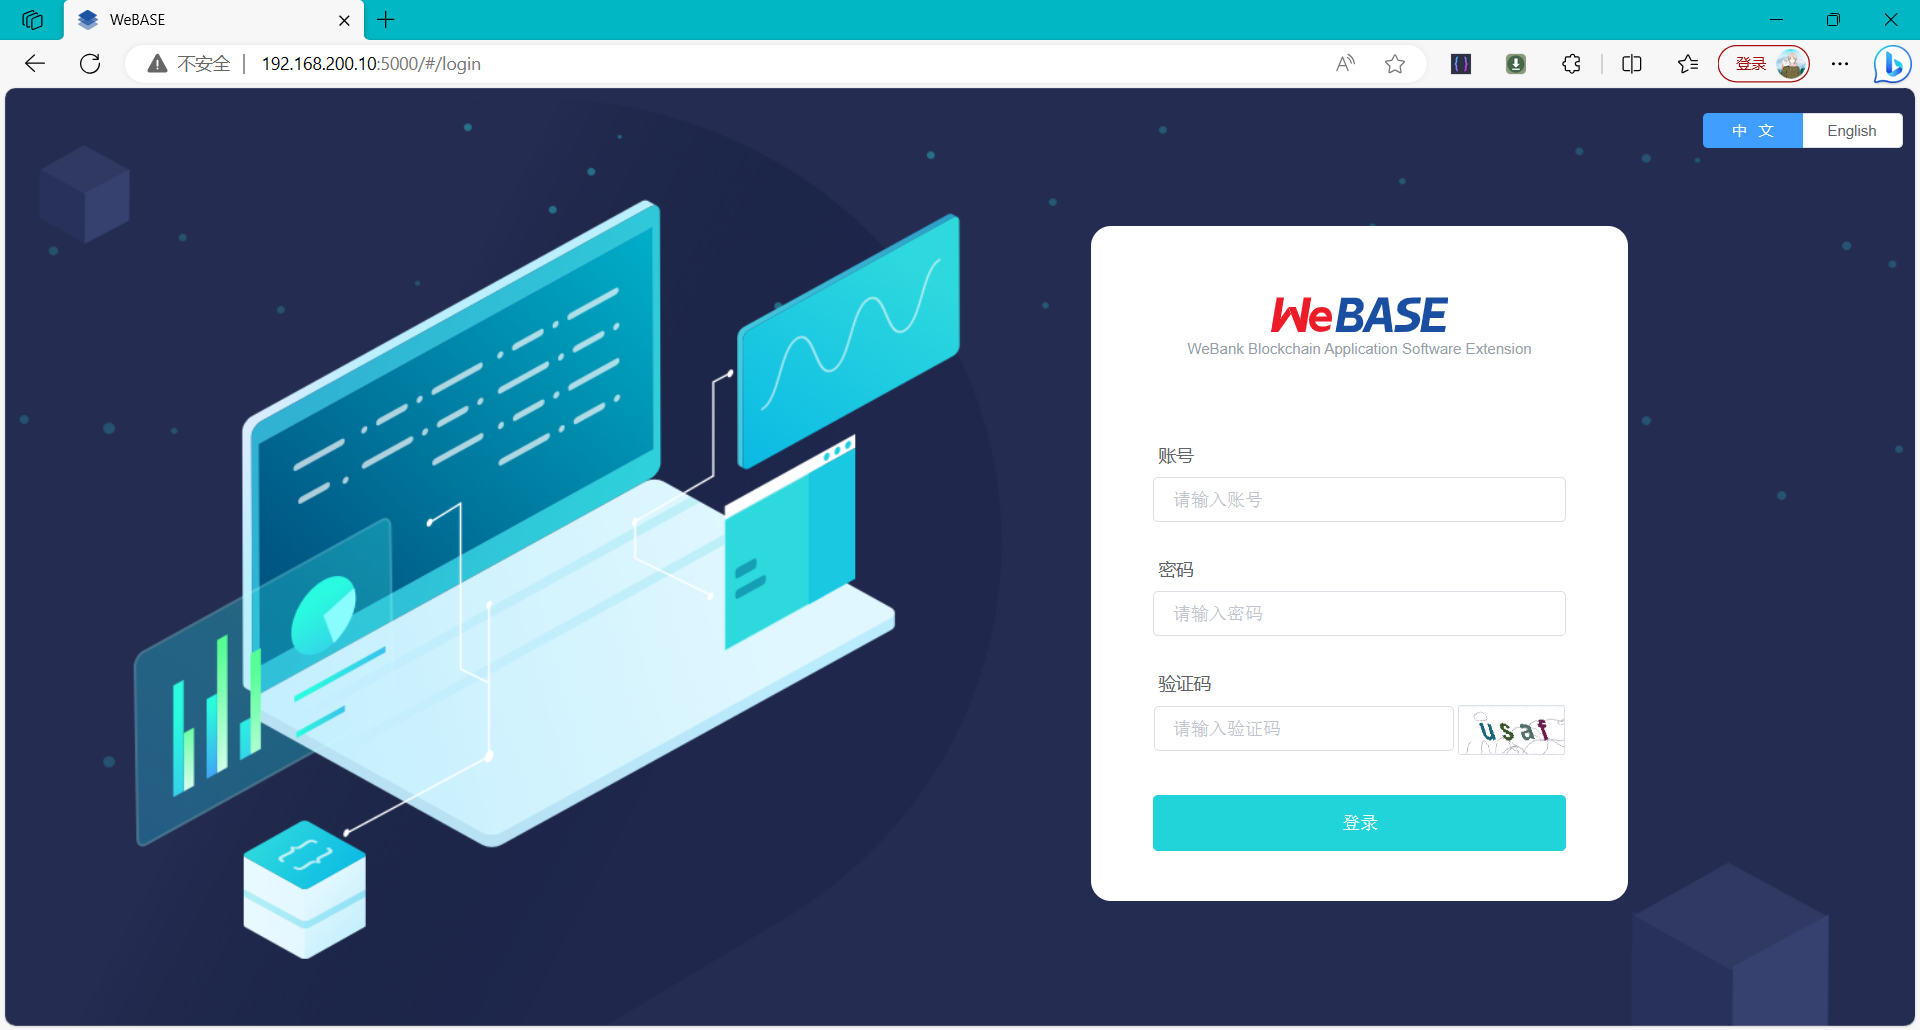 WeBASE
不安全 | 192.168.200.10:5000/#/login
登录
中 文
English
WeBASE
WeBank Blockchain Application Software Extension
账号
请输入账号
密码
请输入密码
验证码
请输入验证码
usaf
登录